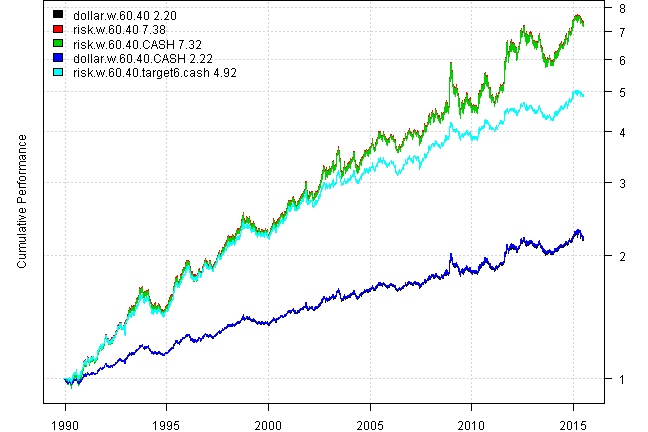 dollar.w.60.40 2.20
risk.w.60.40 7.38
risk.w.60.40.CASH 7.32
dollar.w.60.40.CASH 2.22
risk.w.60.40.target6.cash 4.92
Cumulative Performance
8
7
6
5
4
3
2
1
1990 1995 2000 2005 2010 2015